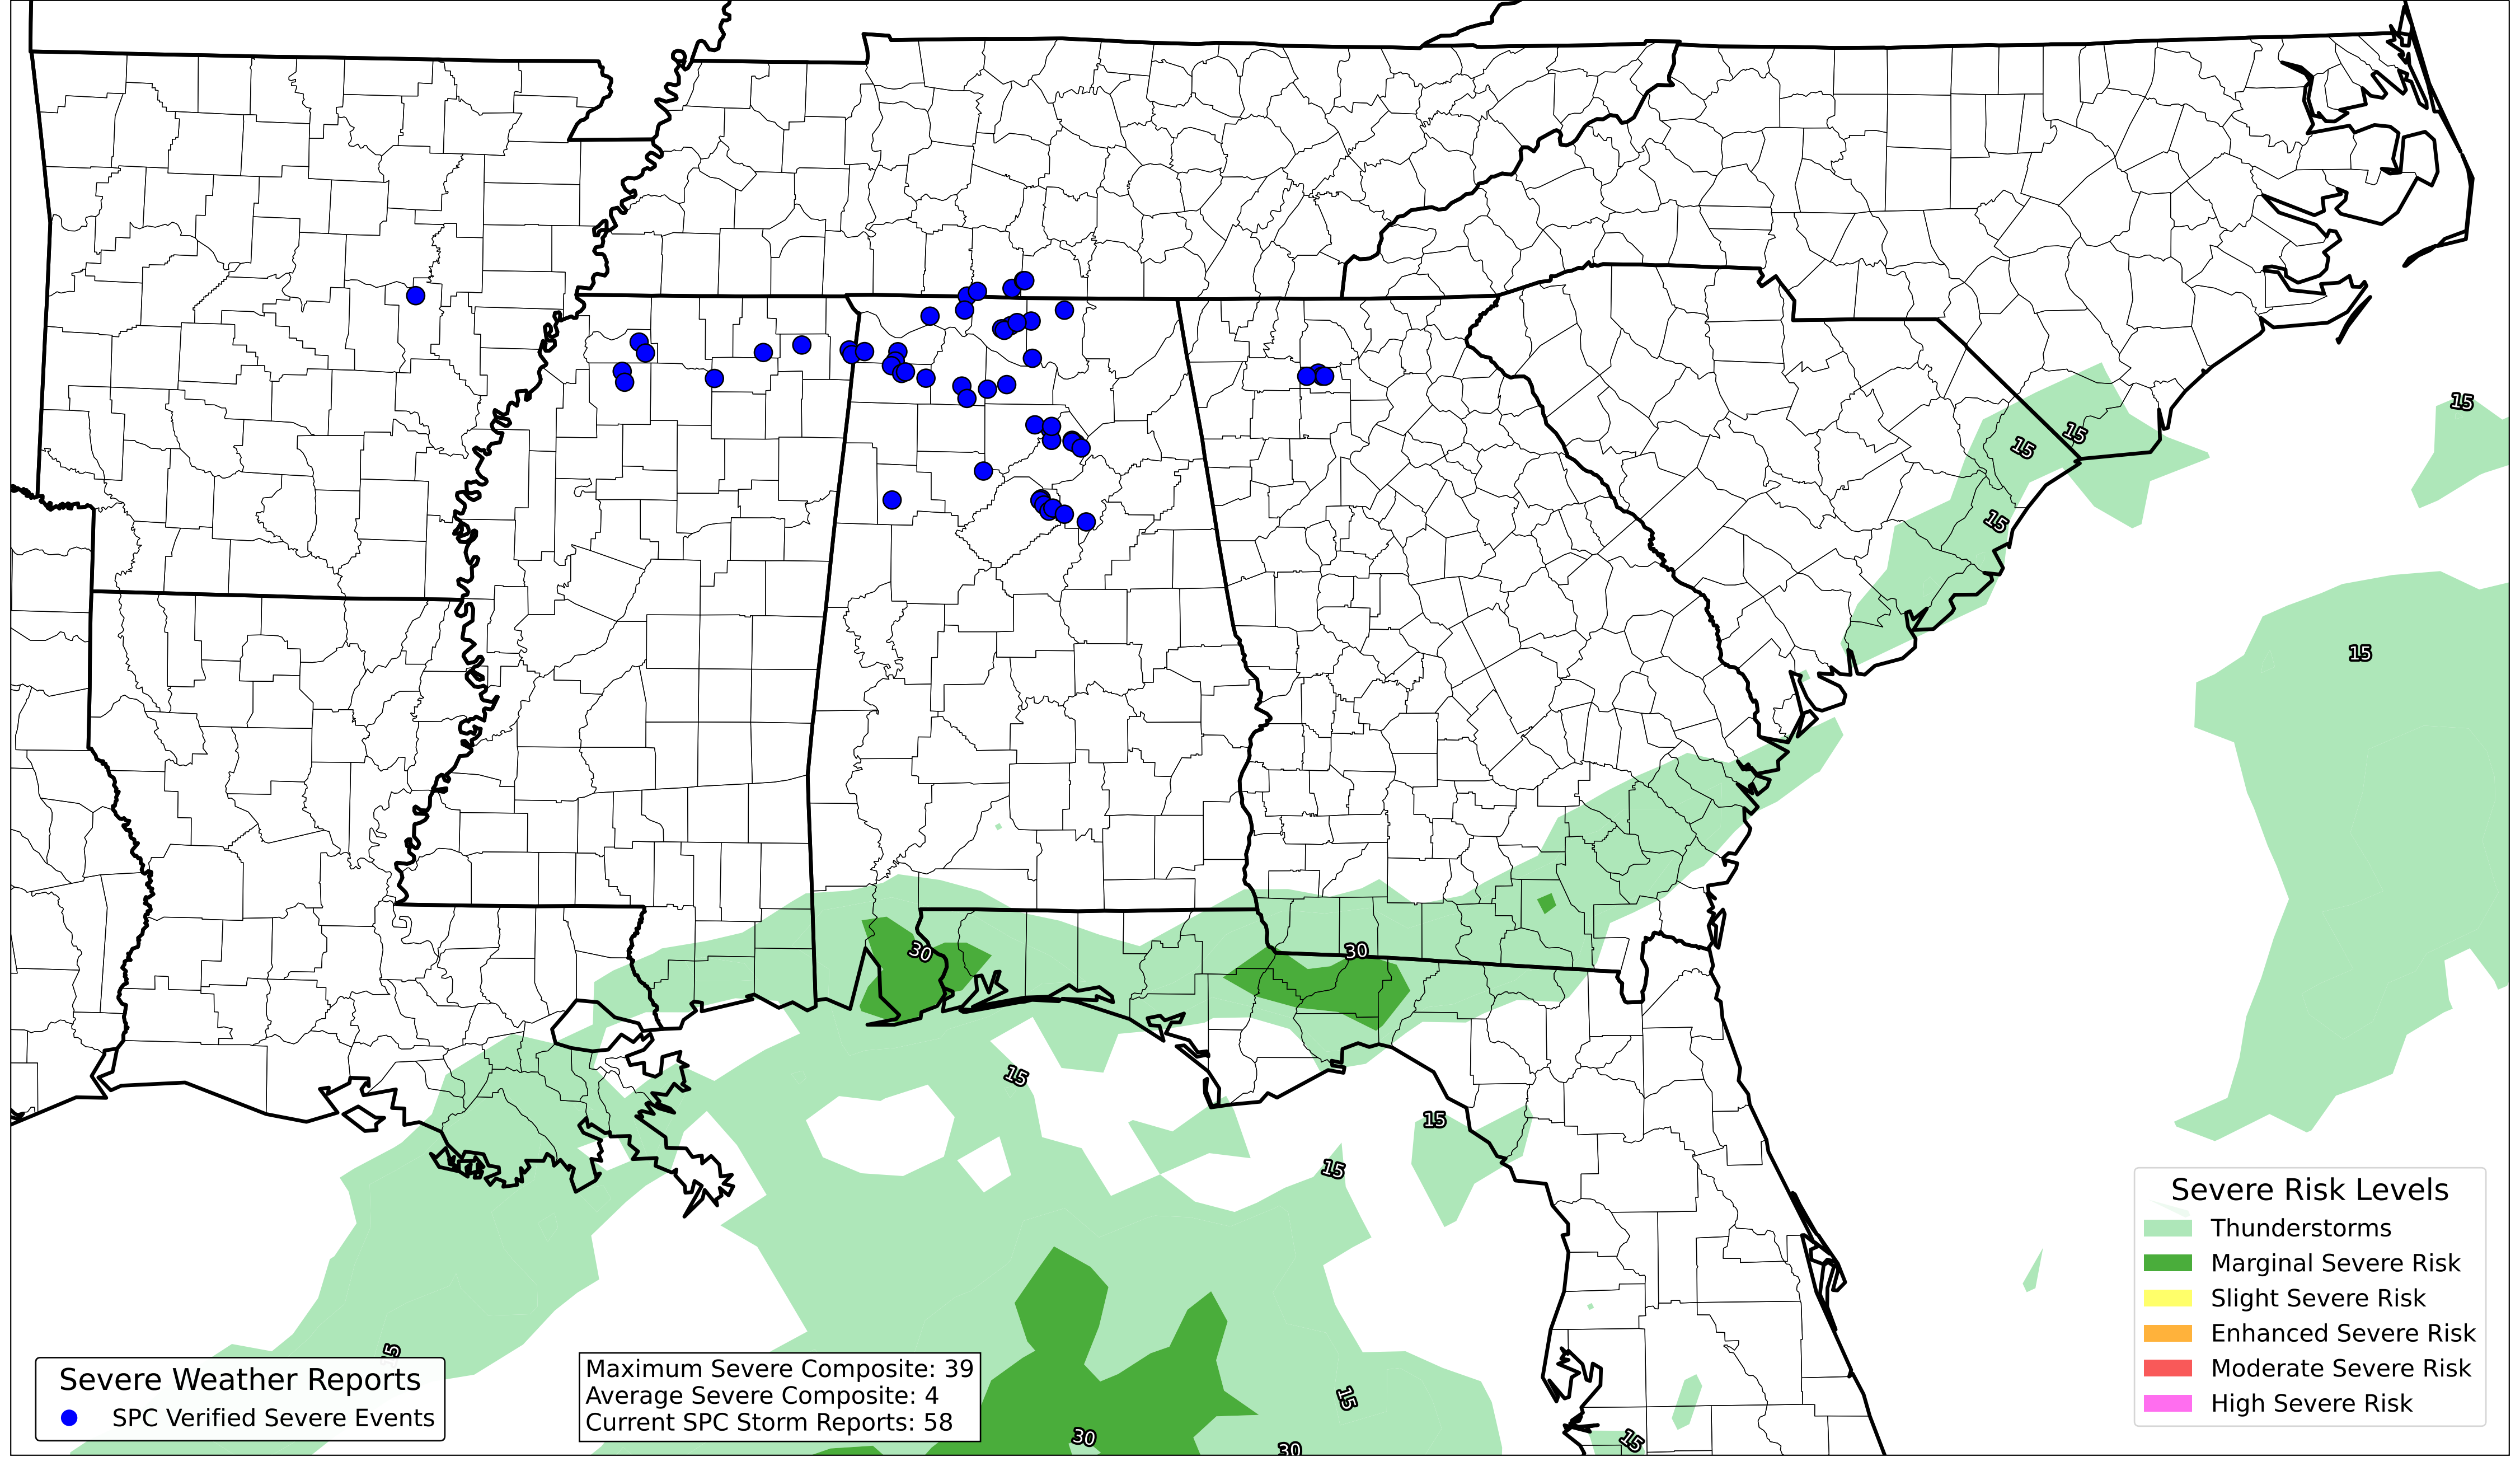 15
15
15
15
15
30
30
15
15
15
15
15
30
30
15
Severe Weather Reports
SPC Verified Severe Events
Maximum Severe Composite: 39
Average Severe Composite: 4
Current SPC Storm Reports: 58
Severe Risk Levels
Thunderstorms
Marginal Severe Risk
Slight Severe Risk
Enhanced Severe Risk
Moderate Severe Risk
High Severe Risk